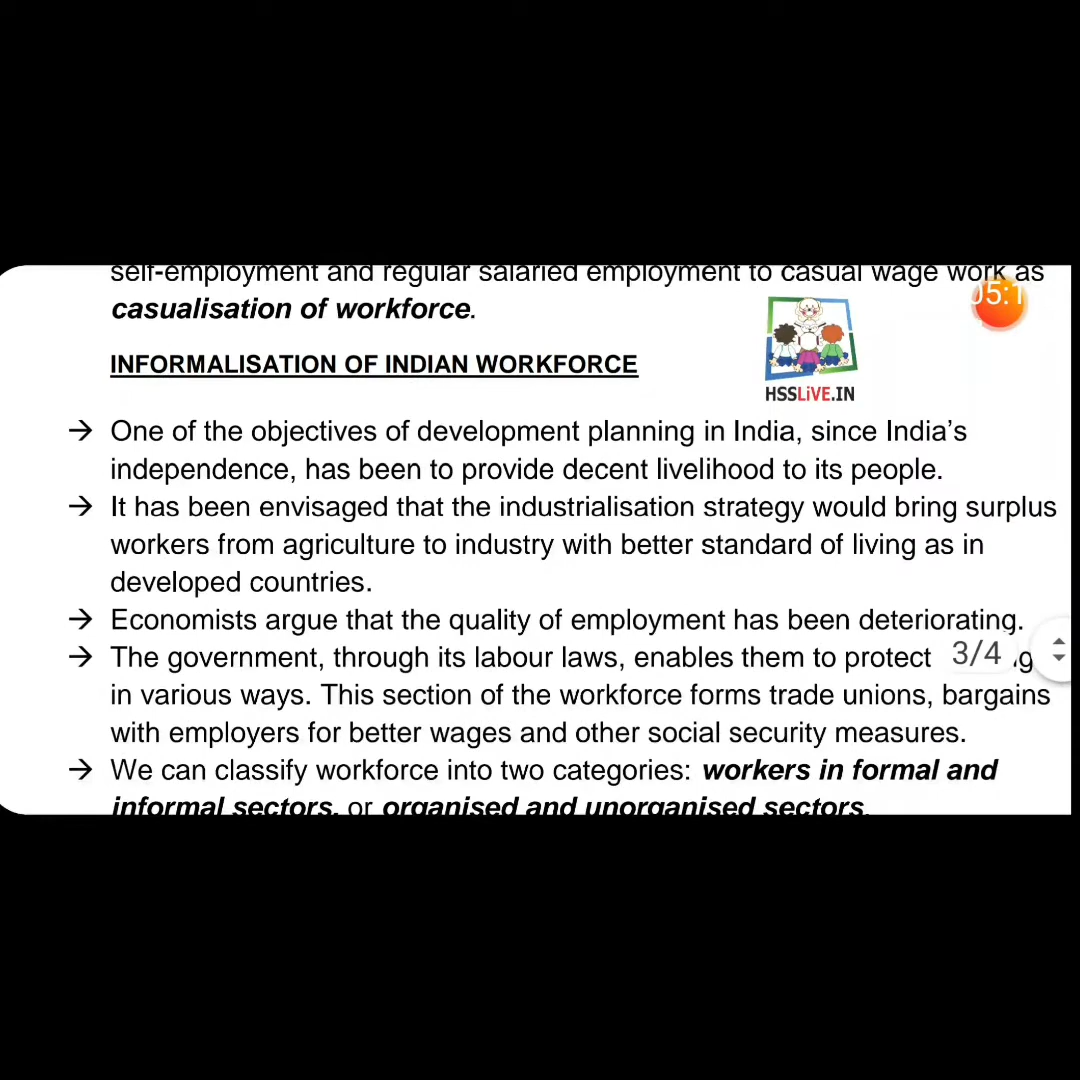 self-employment and regular salaried employment to casual wage work as
casualisation of workforce.
05:1
HSSLiVE.IN
INFORMALISATION OF INDIAN WORKFORCE
→ One of the objectives of development planning in India, since India’s
independence, has been to provide decent livelihood to its people.
→ It has been envisaged that the industrialisation strategy would bring surplus
workers from agriculture to industry with better standard of living as in
developed countries.
→ Economists argue that the quality of employment has been deteriorating.
→ The government, through its labour laws, enables them to protect
3/4
in various ways. This section of the workforce forms trade unions, bargains
with employers for better wages and other social security measures.
→ We can classify workforce into two categories: workers in formal and
informal sectors, or organised and unorganised sectors.